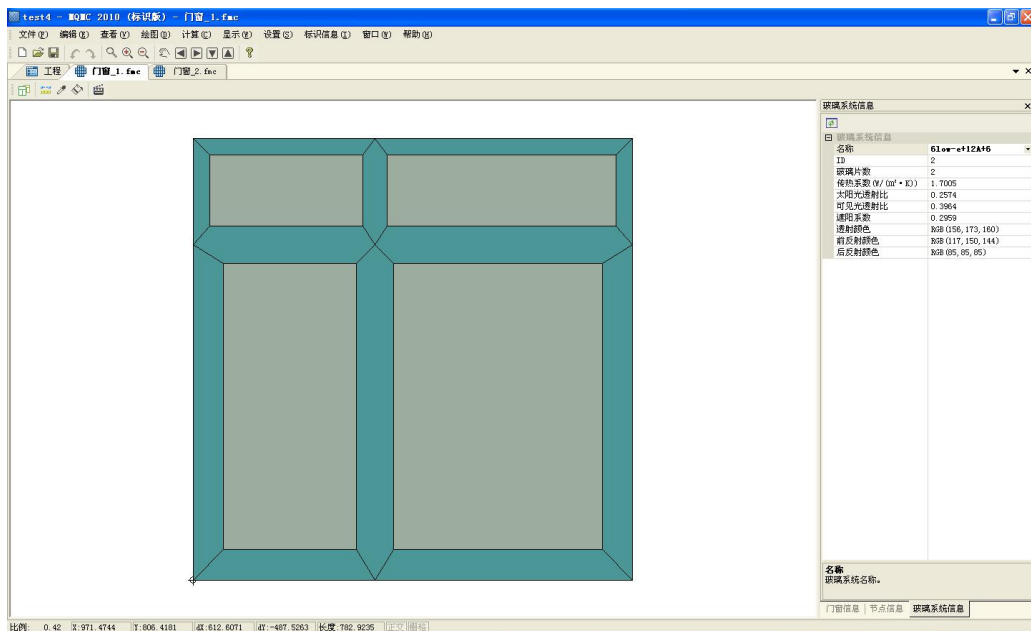 test4 - MQMC 2010 (标识版) - 门窗_1.fmc
文件(F) 编辑(E) 查看(V) 绘图(D) 计算(C) 显示(W) 设置(S) 标识信息(I) 窗口(W) 帮助(H)
工程 门窗_1.fmc 门窗_2.fmc
玻璃系统信息
玻璃系统信息
名称 6low-e+12A+6
ID 2
玻璃片数 2
传热系数(W/(m²·K)) 1.7005
太阳光透射比 0.2574
可见光透射比 0.3964
遮阳系数 0.2959
透射颜色 RGB(156,173,160)
前反射颜色 RGB(117,150,144)
后反射颜色 RGB(85,85,85)
名称
玻璃系统名称。
门窗信息 节点信息 玻璃系统信息
比例: 0.42 X:971.4744 Y:806.4181 dX:612.6071 dY:-487.5263 长度:782.9235 正交 栅格